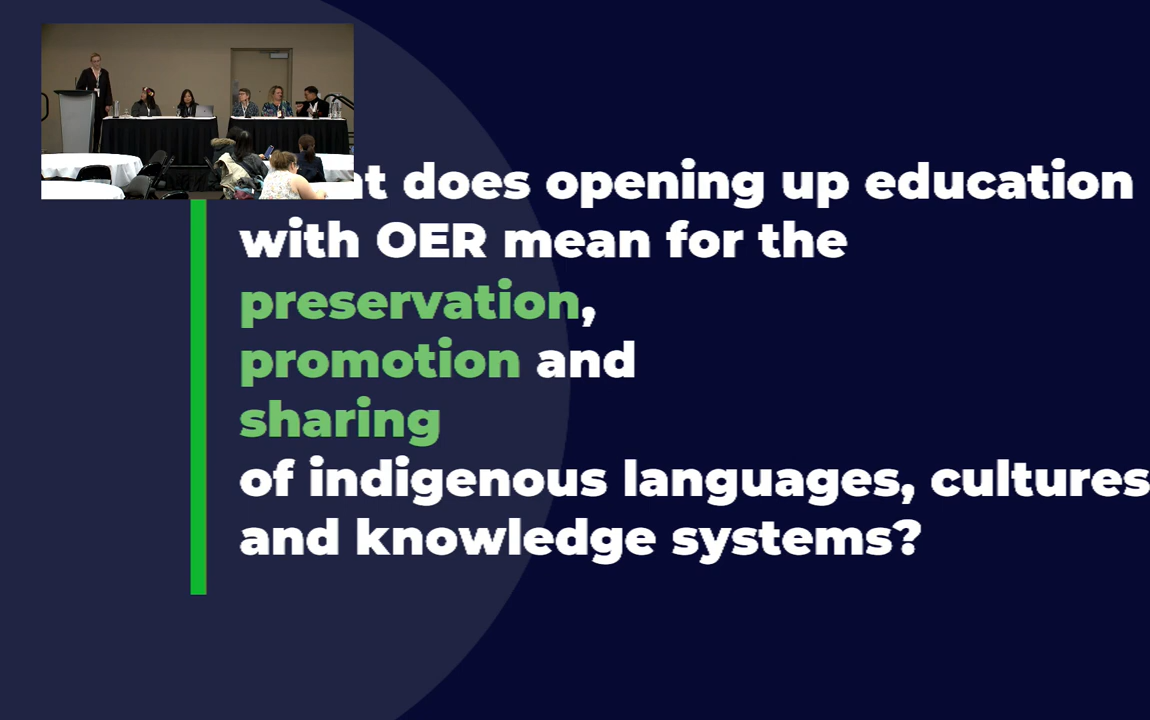 does opening up education
with OER mean for the
preservation,
promotion and
sharing
of indigenous languages, cultures
and knowledge systems?